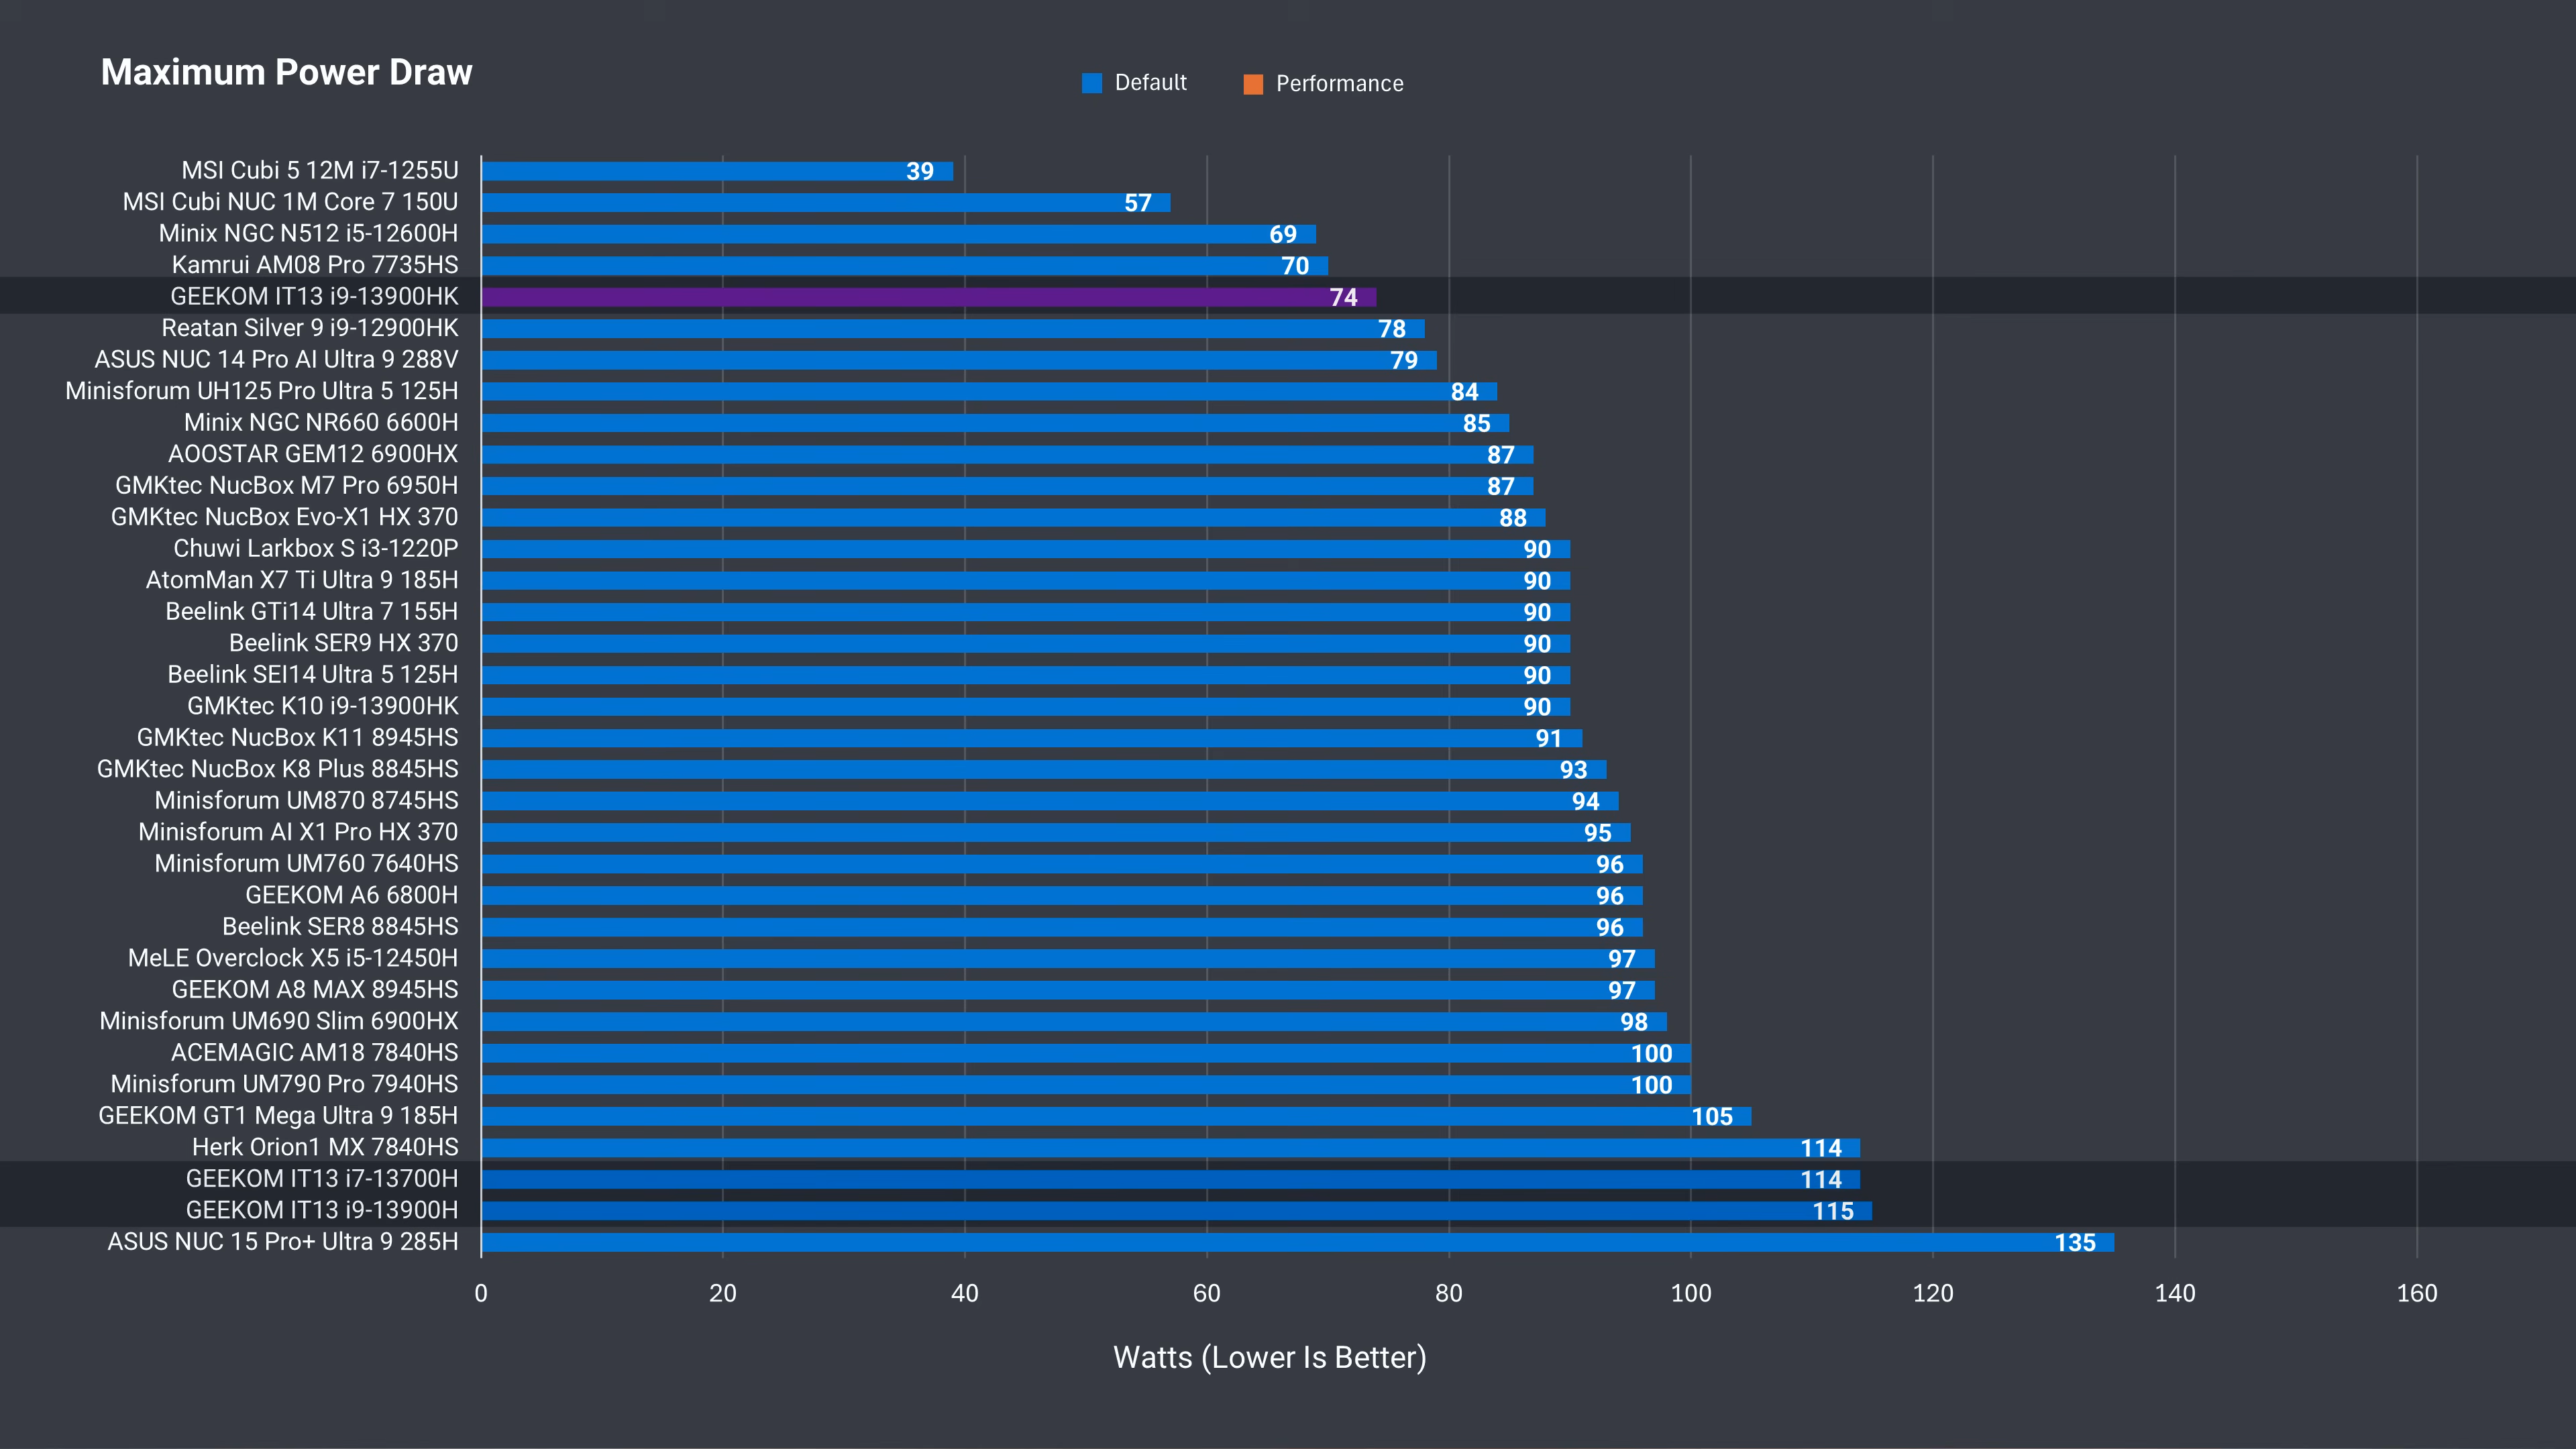 Maximum Power Draw
Default Performance
MSI Cubi 5 12M i7-1255U 39
MSI Cubi NUC 1M Core 7 150U 57
Minix NGC N512 i5-12600H 69
Kamrui AM08 Pro 7735HS 70
GEEKOM IT13 i9-13900HK 74
Reatan Silver 9 i9-12900HK 78
ASUS NUC 14 Pro AI Ultra 9 288V 79
Minisforum UH125 Pro Ultra 5 125H 84
Minix NGC NR660 6600H 85
AOOSTAR GEM12 6900HX 87
GMKtec NucBox M7 Pro 6950H 87
GMKtec NucBox Evo-X1 HX 370 88
Chuwi Larkbox S i3-1220P 90
AtomMan X7 Ti Ultra 9 185H 90
Beelink GTi14 Ultra 7 155H 90
Beelink SER9 HX 370 90
Beelink SEI14 Ultra 5 125H 90
GMKtec K10 i9-13900HK 90
GMKtec NucBox K11 8945HS 91
GMKtec NucBox K8 Plus 8845HS 93
Minisforum UM870 8745HS 94
Minisforum AI X1 Pro HX 370 95
Minisforum UM760 7640HS 96
GEEKOM A6 6800H 96
Beelink SER8 8845HS 96
MeLE Overclock X5 i5-12450H 97
GEEKOM A8 MAX 8945HS 97
Minisforum UM690 Slim 6900HX 98
ACEMAGIC AM18 7840HS 100
Minisforum UM790 Pro 7940HS 100
GEEKOM GT1 Mega Ultra 9 185H 105
Herk Orion1 MX 7840HS 114
GEEKOM IT13 i7-13700H 114
GEEKOM IT13 i9-13900H 115
ASUS NUC 15 Pro+ Ultra 9 285H 135
0 20 40 60 80 100 120 140 160
Watts (Lower Is Better)